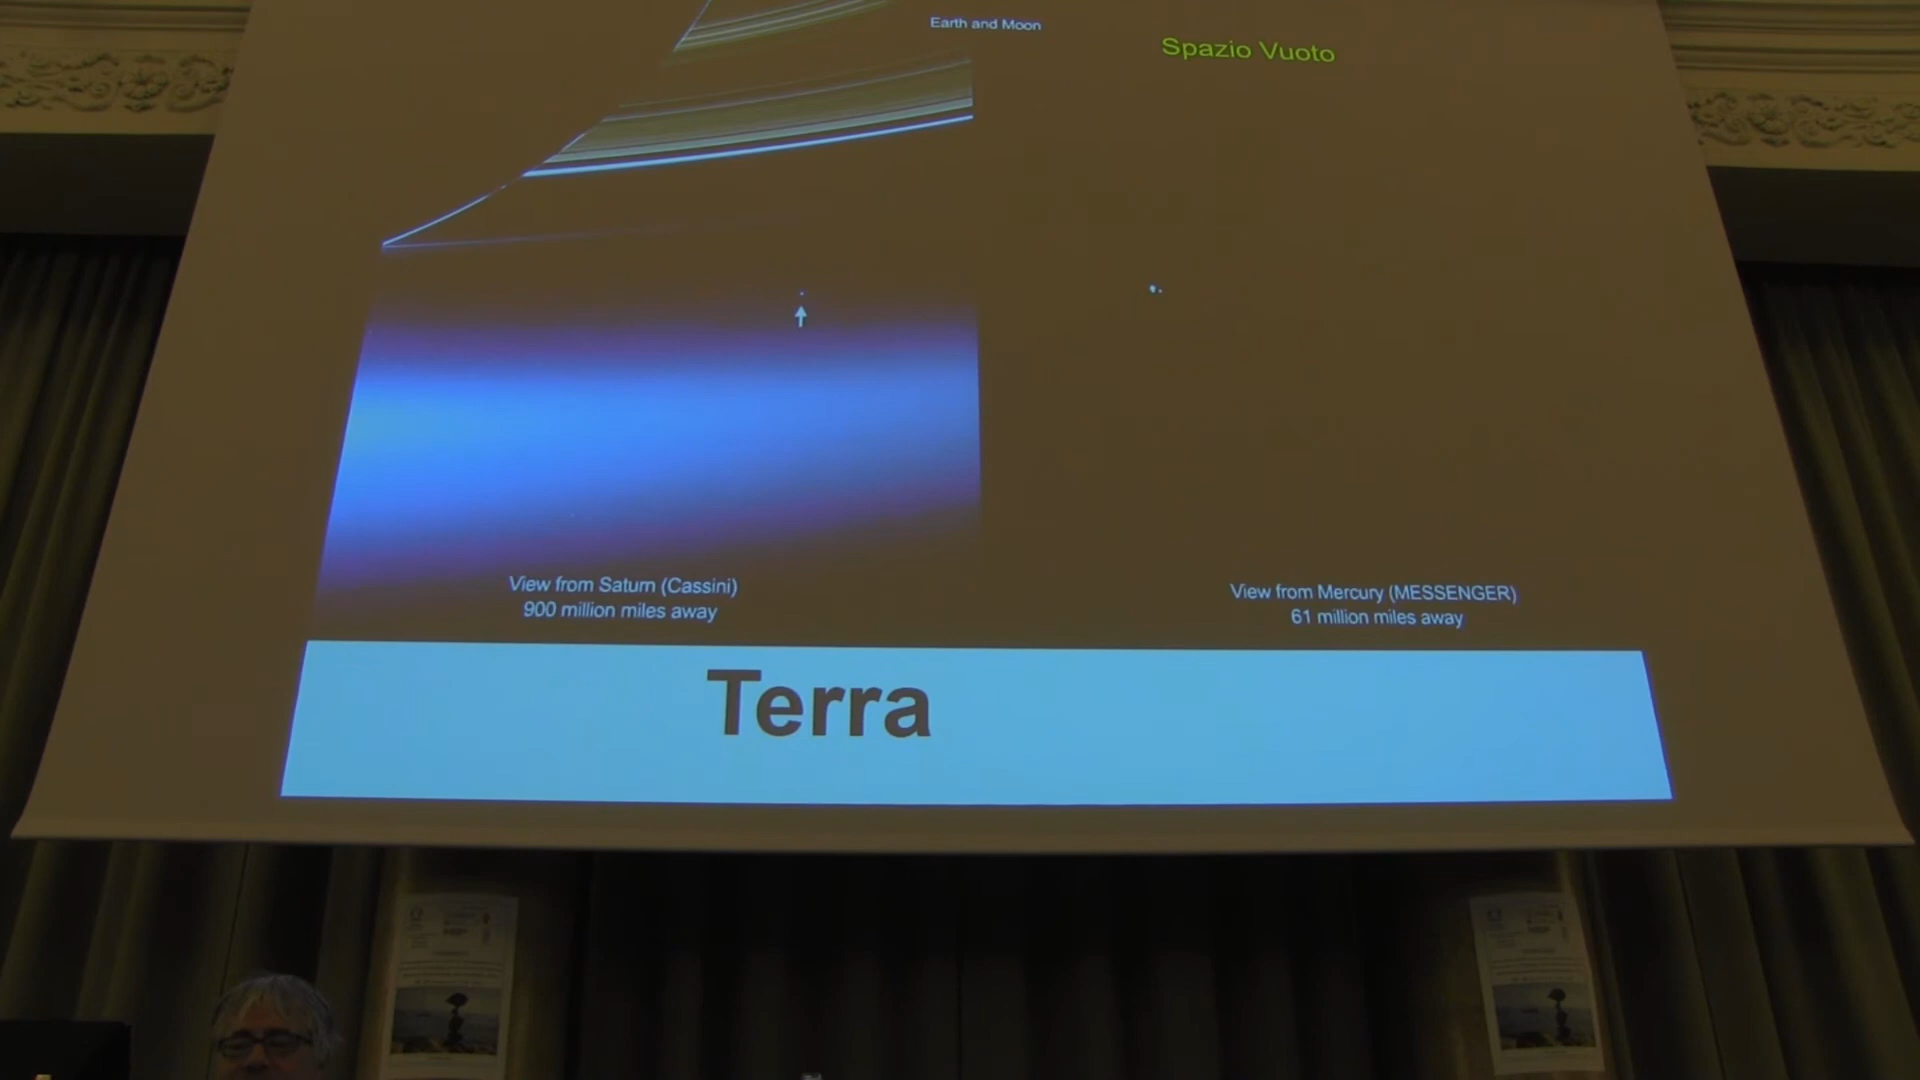 Earth and Moon
Spazio Vuoto
View from Saturn (Cassini)
900 million miles away
View from Mercury (MESSENGER)
61 million miles away
Terra